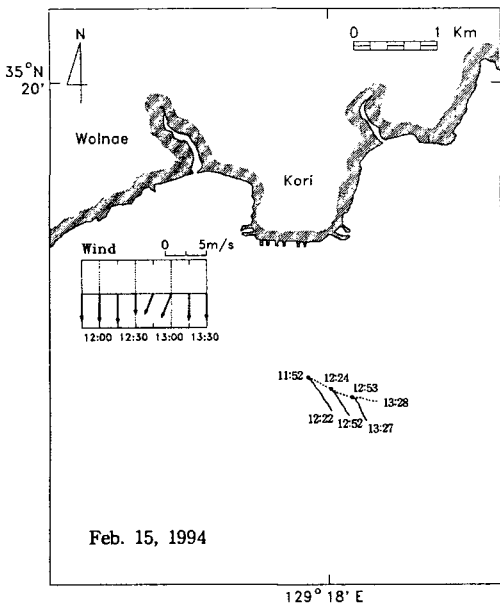 N
0 1 Km
35°N
20'
Wolnae
Kori
Wind 0 5m/s
12:00 12:30 13:00 13:30
11:52 12:24
12:53
13:28
12:22 12:52 13:27
Feb. 15, 1994
129° 18' E